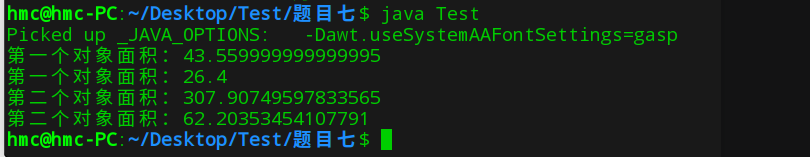 hmc@hmc-PC:~/Desktop/Test/题目七$ java Test
Picked up _JAVA_OPTIONS:   -Dawt.useSystemAAFontSettings=gasp
第一个对象面积: 43.559999999999995
第一个对象面积: 26.4
第二个对象面积: 307.90749597833565
第二个对象面积: 62.20353454107791
hmc@hmc-PC:~/Desktop/Test/题目七$